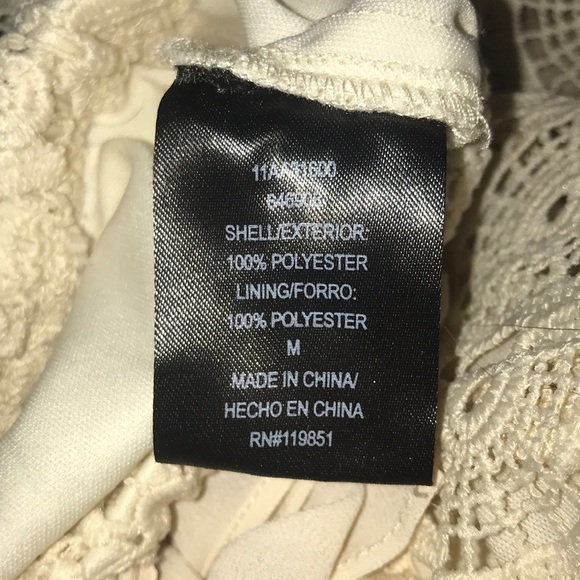 SHELL/EXTERIOR:
100% POLYESTER
LINING/FORRO:
100% POLYESTER
M
MADE IN CHINA/
HECHO EN CHINA
RN#119851